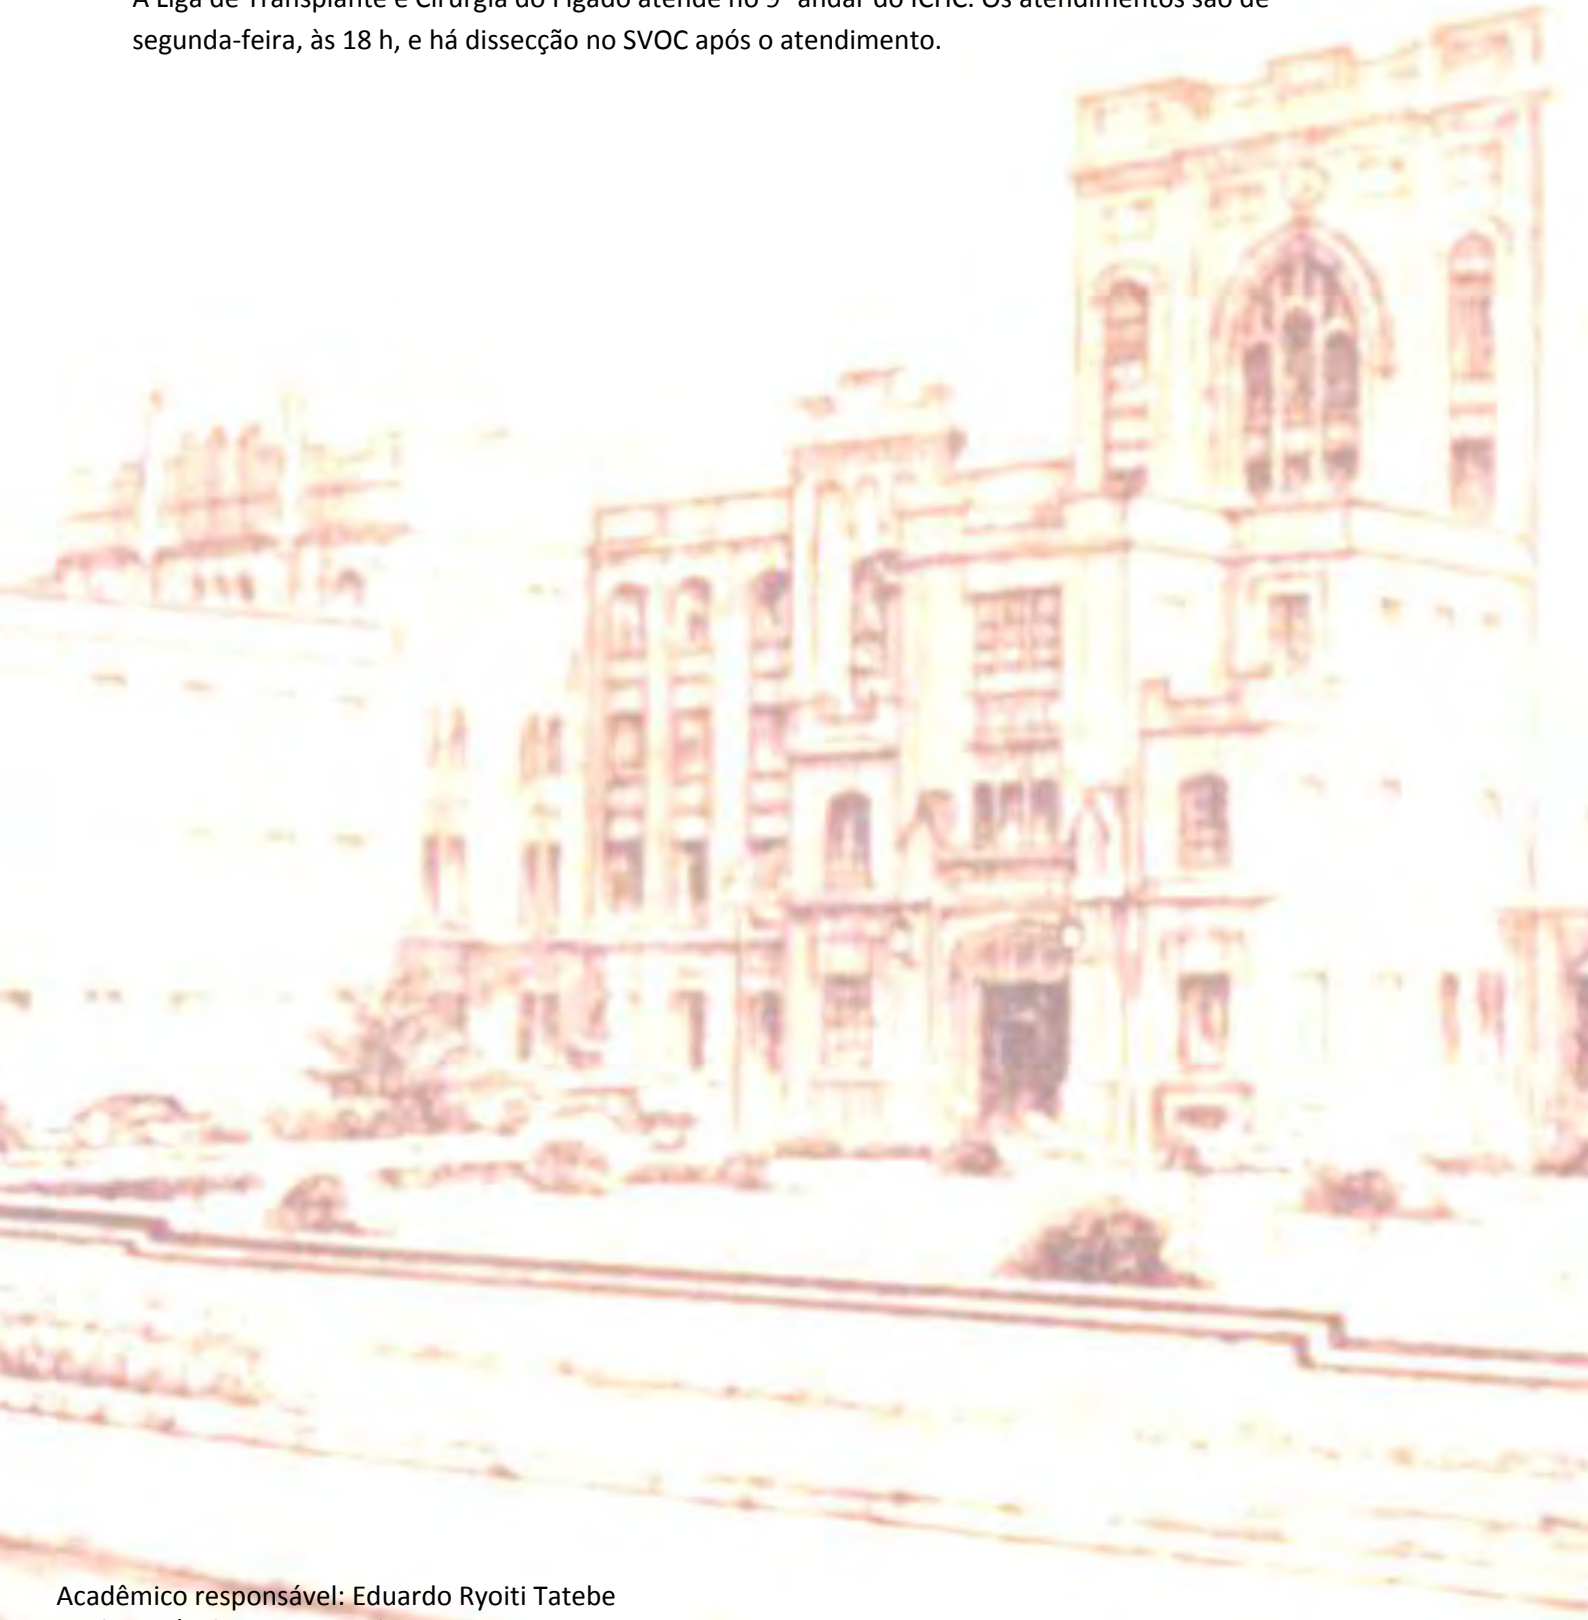 A Liga de Transplante e Cirurgia do Fígado atende no 9º andar do ICHC. Os atendimentos são de
segunda-feira, às 18 h, e há dissecção no SVOC após o atendimento.
Acadêmico responsável: Eduardo Ryoiti Tatebe